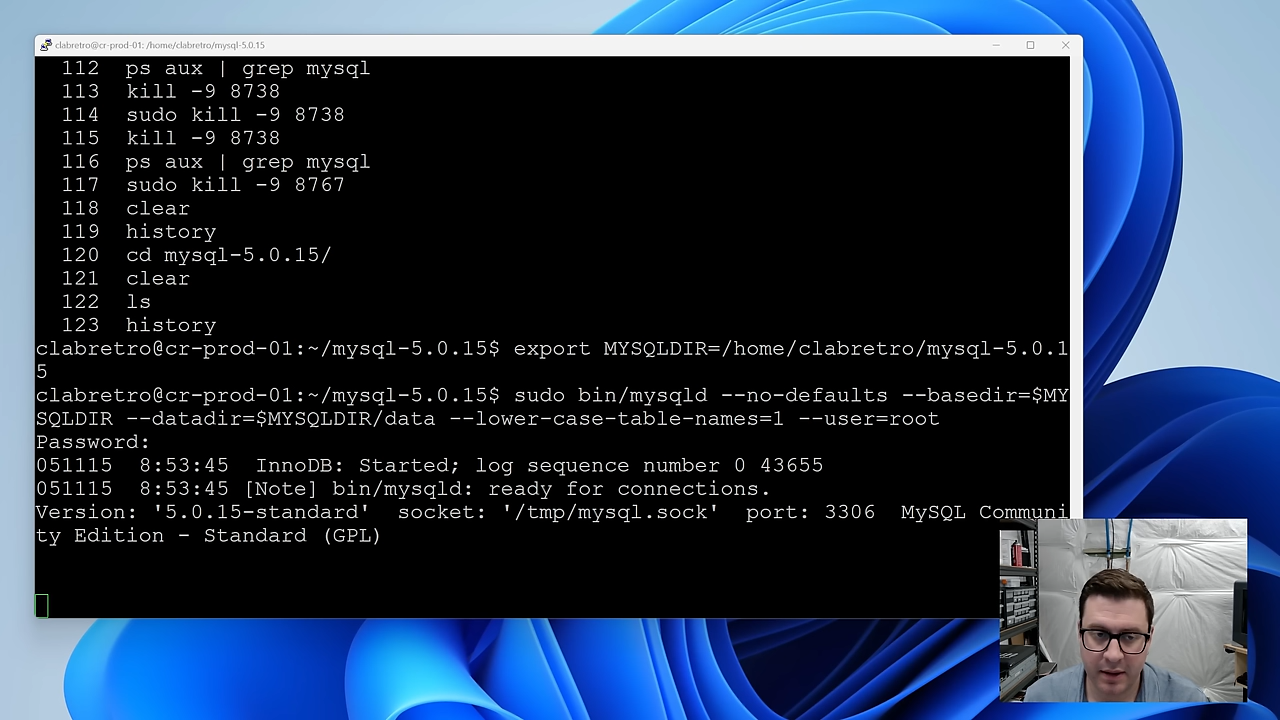 clabretro@cr-prod-01: /home/clabretro/mysql-5.0.15
112 ps aux | grep mysql
113 kill -9 8738
114 sudo kill -9 8738
115 kill -9 8738
116 ps aux | grep mysql
117 sudo kill -9 8767
118 clear
119 history
120 cd mysql-5.0.15/
121 clear
122 ls
123 history
clabretro@cr-prod-01:~/mysql-5.0.15$ export MYSQLDIR=/home/clabretro/mysql-5.0.1
5
clabretro@cr-prod-01:~/mysql-5.0.15$ sudo bin/mysqld --no-defaults --basedir=$MY
SQLDIR --datadir=$MYSQLDIR/data --lower-case-table-names=1 --user=root
Password:
051115  8:53:45  InnoDB: Started; log sequence number 0 43655
051115  8:53:45 [Note] bin/mysqld: ready for connections.
Version: '5.0.15-standard'  socket: '/tmp/mysql.sock'  port: 3306  MySQL Communi
ty Edition - Standard (GPL)